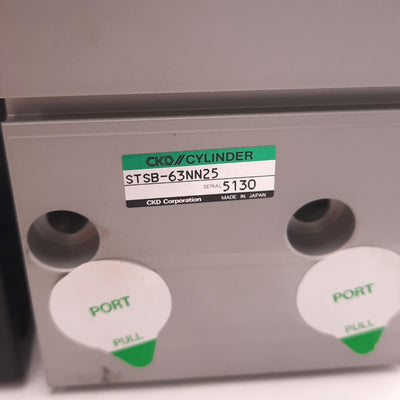 CKD//CYLINDER
STSB-63NN25
SERIAL 5130
CKD Corporation MADE IN JAPAN
PORT
PULL
PORT
PULL